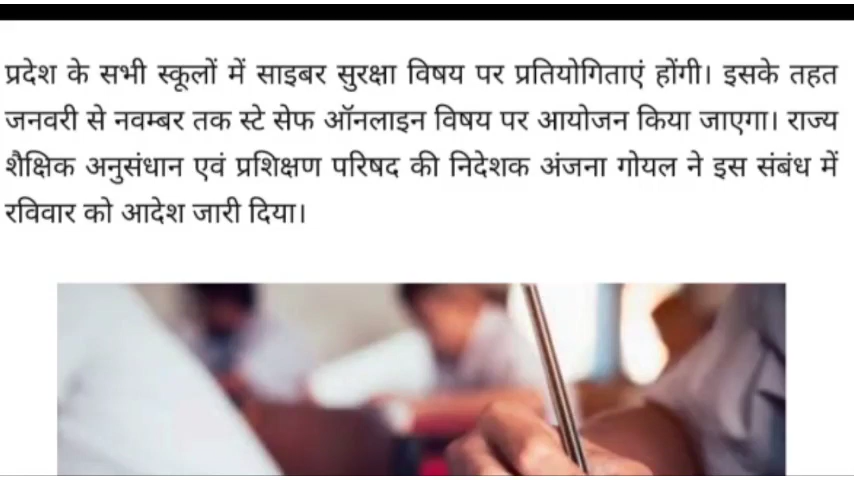 प्रदेश के सभी स्कूलों में साइबर सुरक्षा विषय पर प्रतियोगिताएं होंगी। इसके तहत
जनवरी से नवम्बर तक स्टे सेफ ऑनलाइन विषय पर आयोजन किया जाएगा। राज्य
शैक्षिक अनुसंधान एवं प्रशिक्षण परिषद की निदेशक अंजना गोयल ने इस संबंध में
रविवार को आदेश जारी दिया।